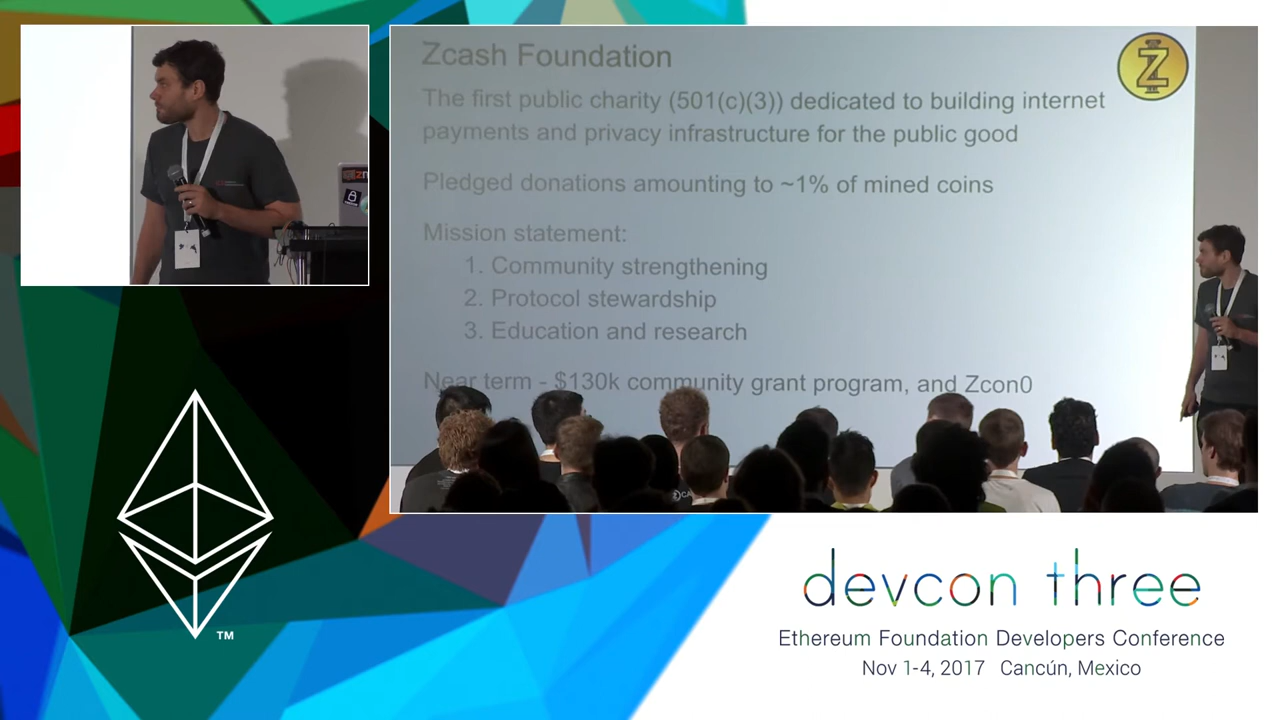 Zcash Foundation
The first public charity (501(c)(3)) dedicated to building internet
payments and privacy infrastructure for the public good
Pledged donations amounting to ~1% of mined coins
Mission statement:
1. Community strengthening
2. Protocol stewardship
3. Education and research
Near term - $130k community grant program, and Zcon0
TM
devcon three
Ethereum Foundation Developers Conference
Nov 1-4, 2017 Cancún, Mexico